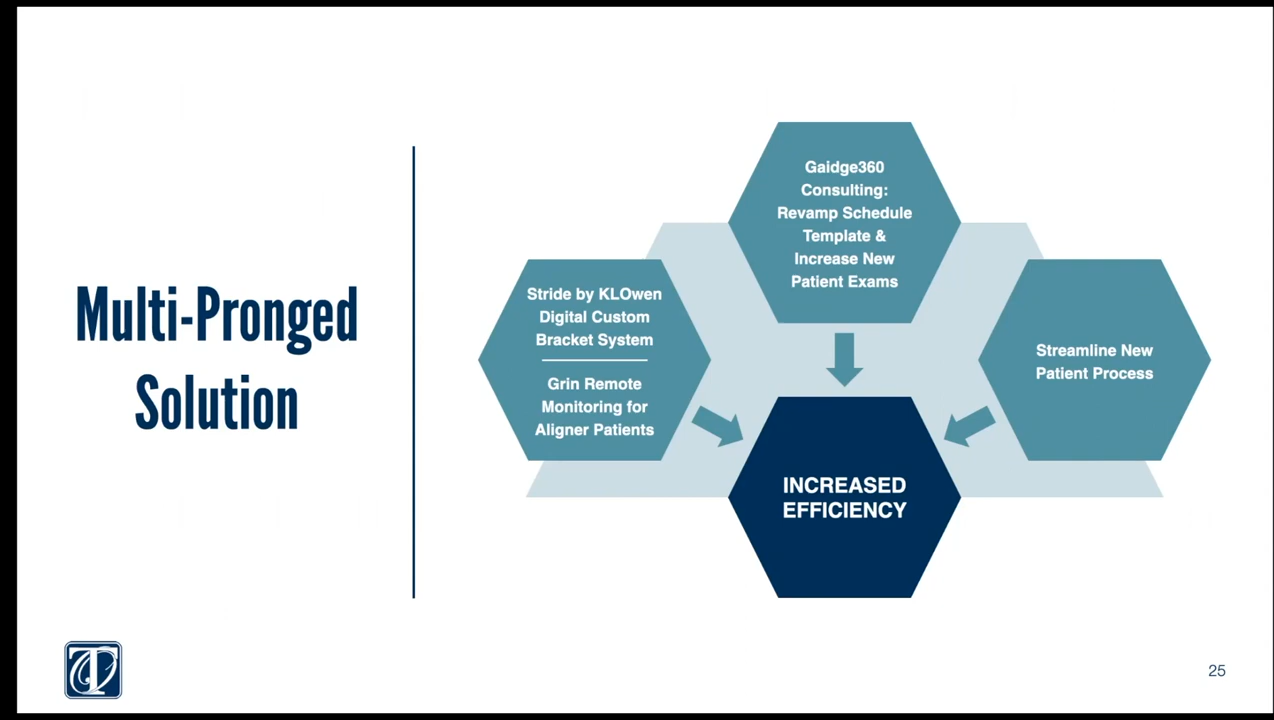 Multi-Pronged
Solution
Gaidge360
Consulting:
Revamp Schedule
Template &
Increase New
Patient Exams
Stride by KLOwen
Digital Custom
Bracket System
Grin Remote
Monitoring for
Aligner Patients
Streamline New
Patient Process
INCREASED
EFFICIENCY
25